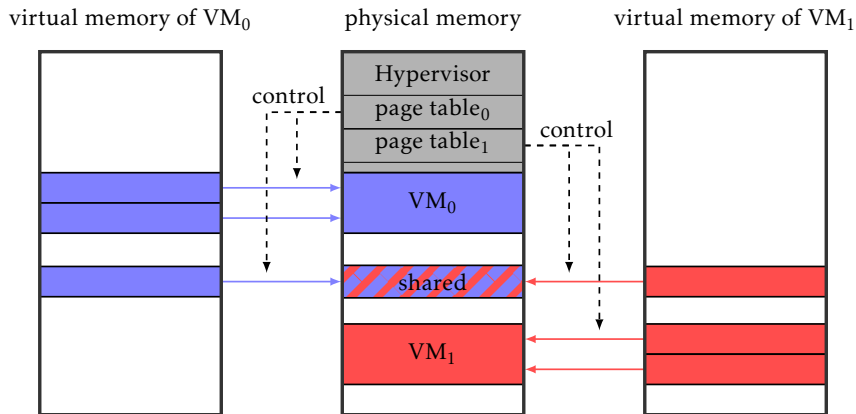 virtual memory of VM₀
physical memory
virtual memory of VM₁
Hypervisor
control
page table₀
control
page table₁
VM₀
shared
VM₁